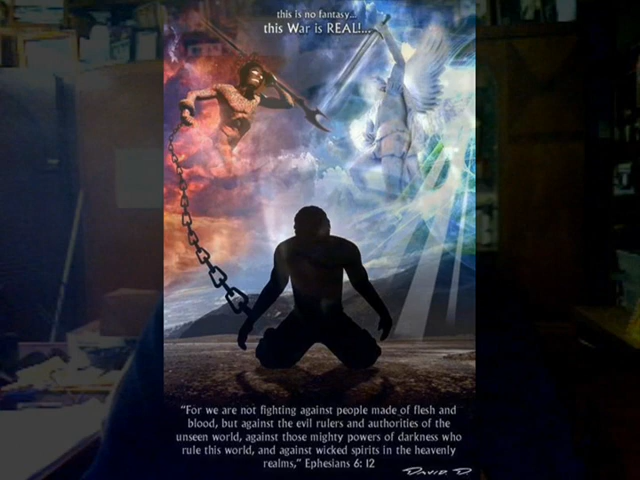 this is no fantasy...
this War is REAL!...
“For we are not fighting against people made of flesh and
blood, but against the evil rulers and authorities of the
unseen world, against those mighty powers of darkness who
rule this world, and against wicked spirits in the heavenly
realms,” Ephesians 6: 12
DAVID D.